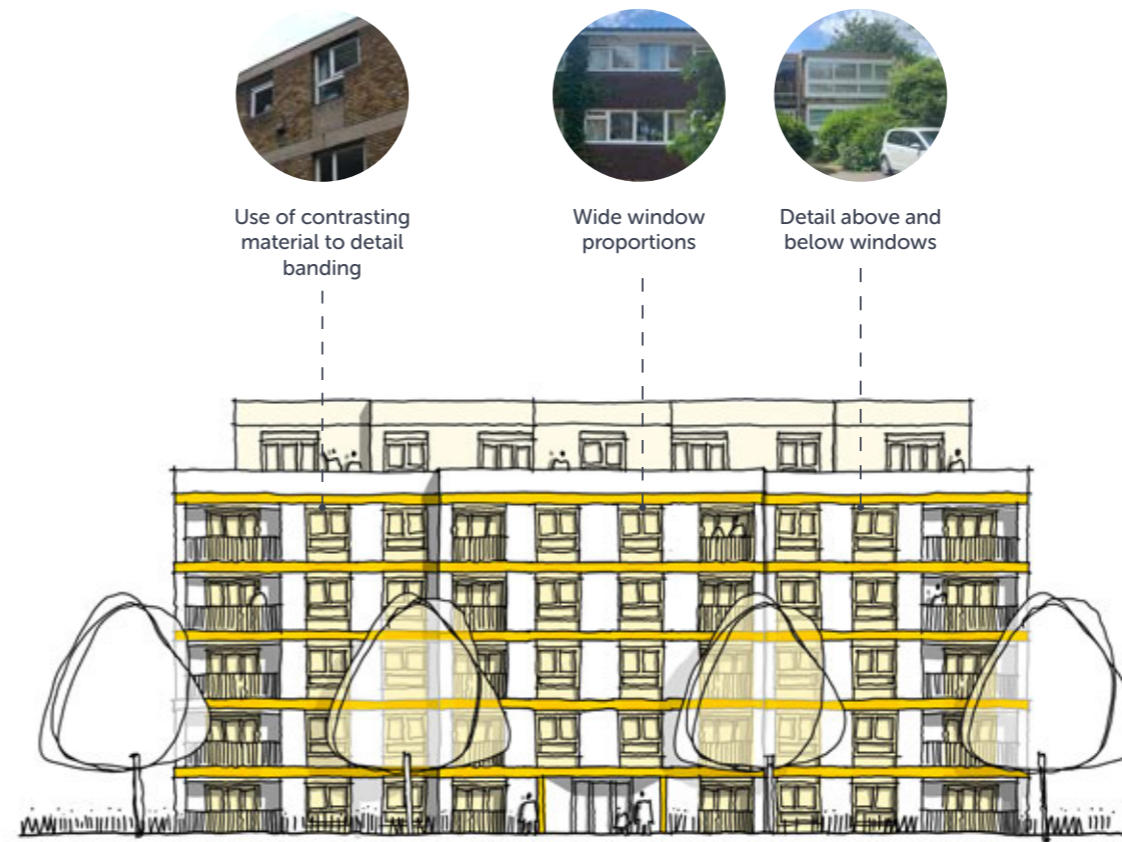 Use of contrasting
material to detail
banding
Wide window
proportions
Detail above and
below windows